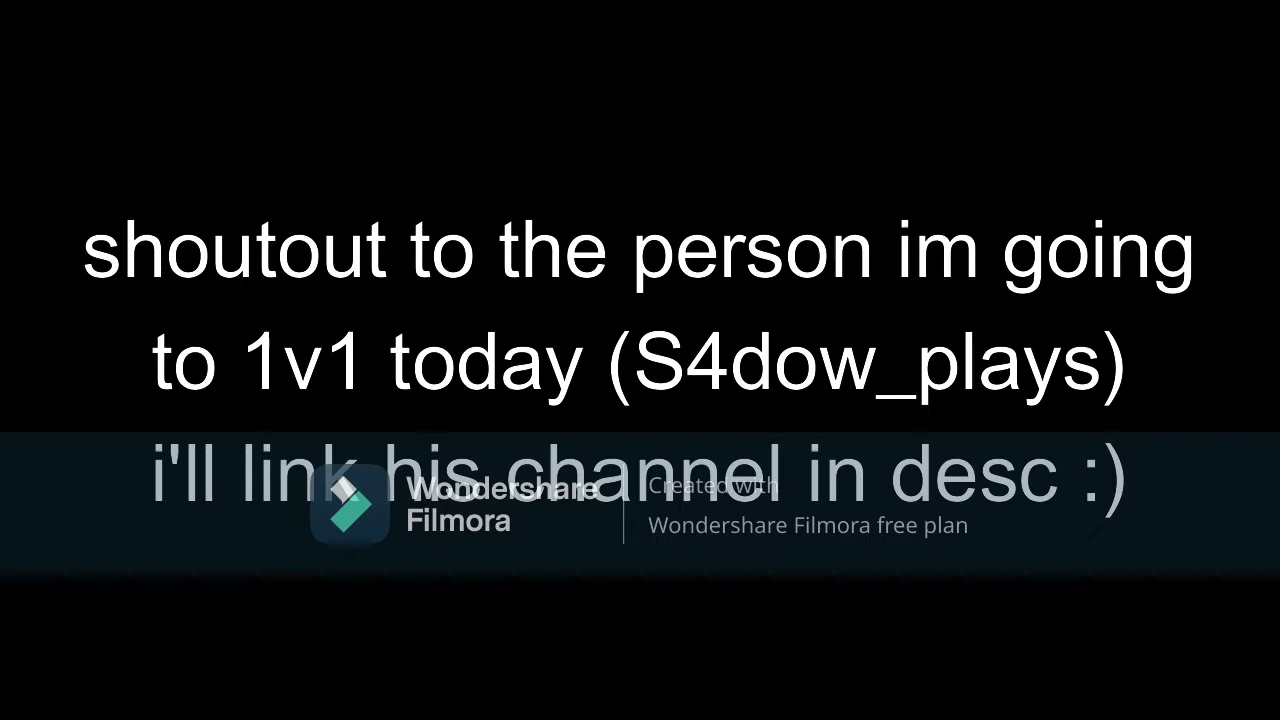 shoutout to the person im going
to 1v1 today (S4dow_plays)
i'll link his channel in desc :)
Wondershare
Filmora
Created with
Wondershare Filmora free plan